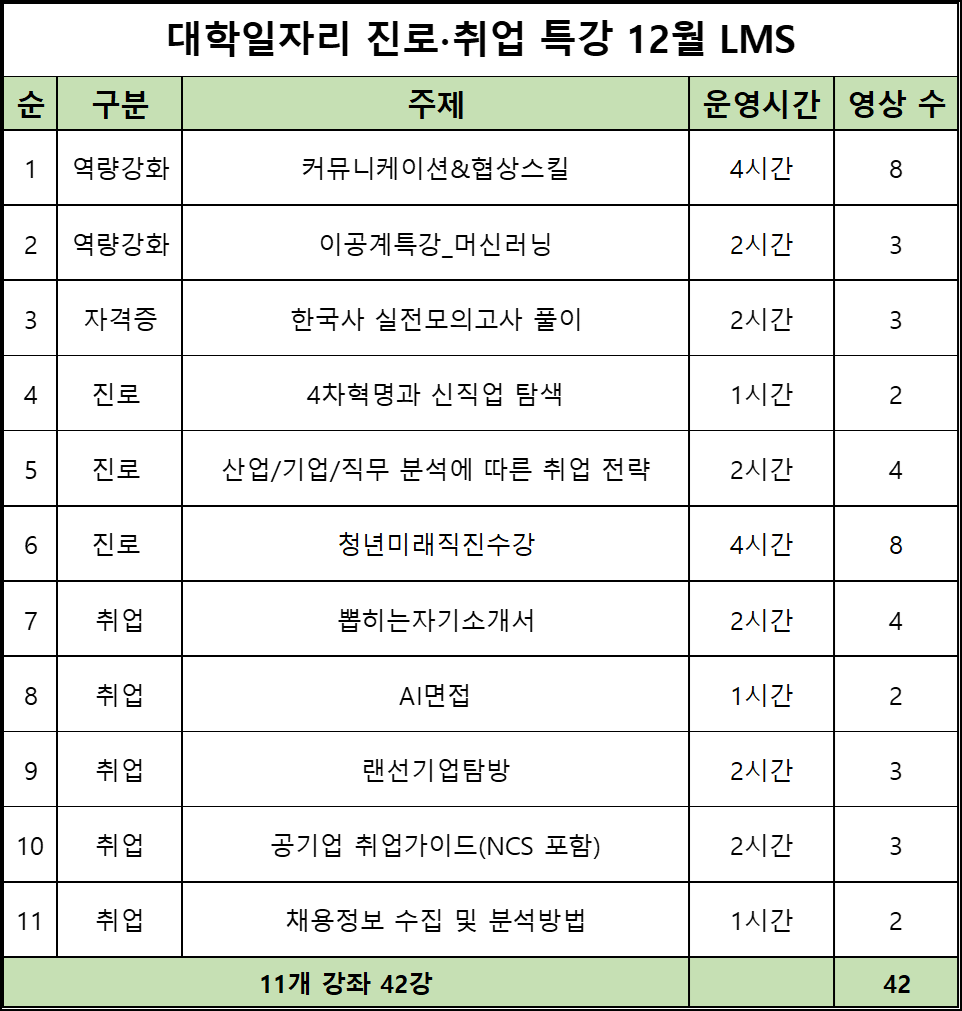 대학일자리 진로·취업 특강 12월 LMS
순 구분 주제 운영시간 영상 수
1 역량강화 커뮤니케이션&협상스킬 4시간 8
2 역량강화 이공계특강_머신러닝 2시간 3
3 자격증 한국사 실전모의고사 풀이 2시간 3
4 진로 4차혁명과 신직업 탐색 1시간 2
5 진로 산업/기업/직무 분석에 따른 취업 전략 2시간 4
6 진로 청년미래직진수강 4시간 8
7 취업 뽑히는자기소개서 2시간 4
8 취업 AI면접 1시간 2
9 취업 랜선기업탐방 2시간 3
10 취업 공기업 취업가이드(NCS 포함) 2시간 3
11 취업 채용정보 수집 및 분석방법 1시간 2
11개 강좌 42강 42